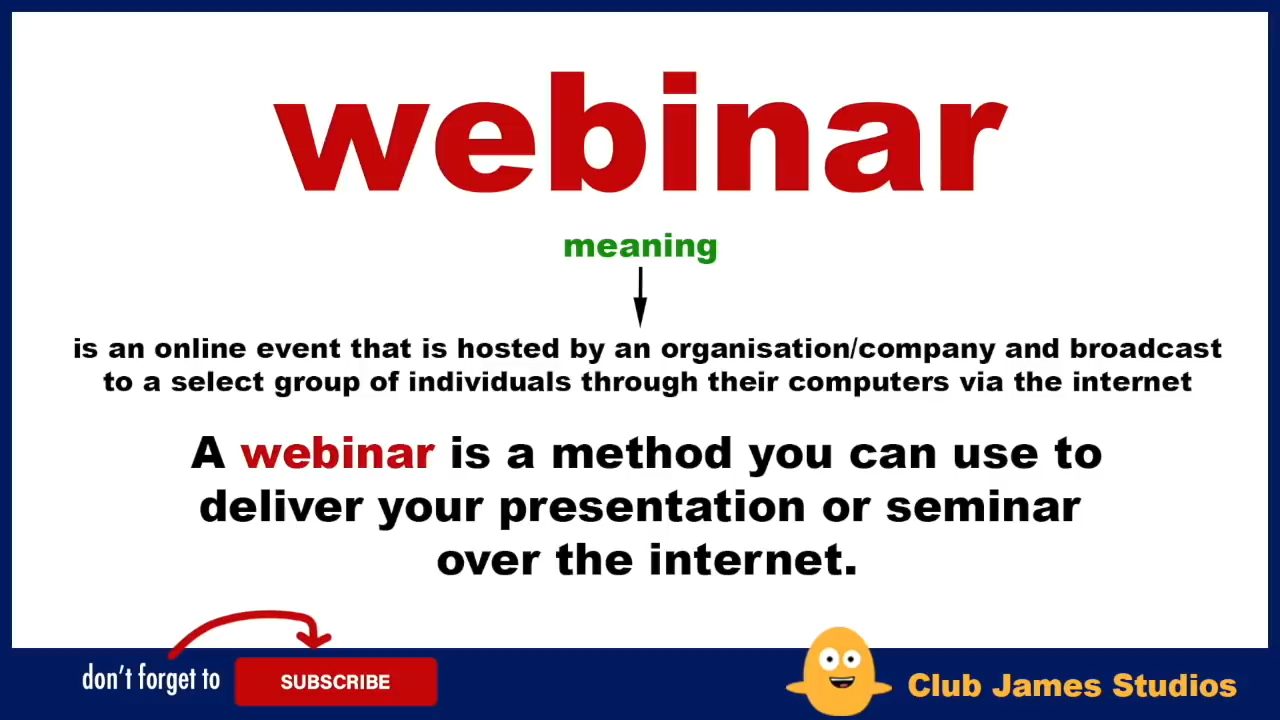 webinar
meaning
is an online event that is hosted by an organisation/company and broadcast
to a select group of individuals through their computers via the internet
A webinar is a method you can use to
deliver your presentation or seminar
over the internet.
don't forget to SUBSCRIBE
Club James Studios